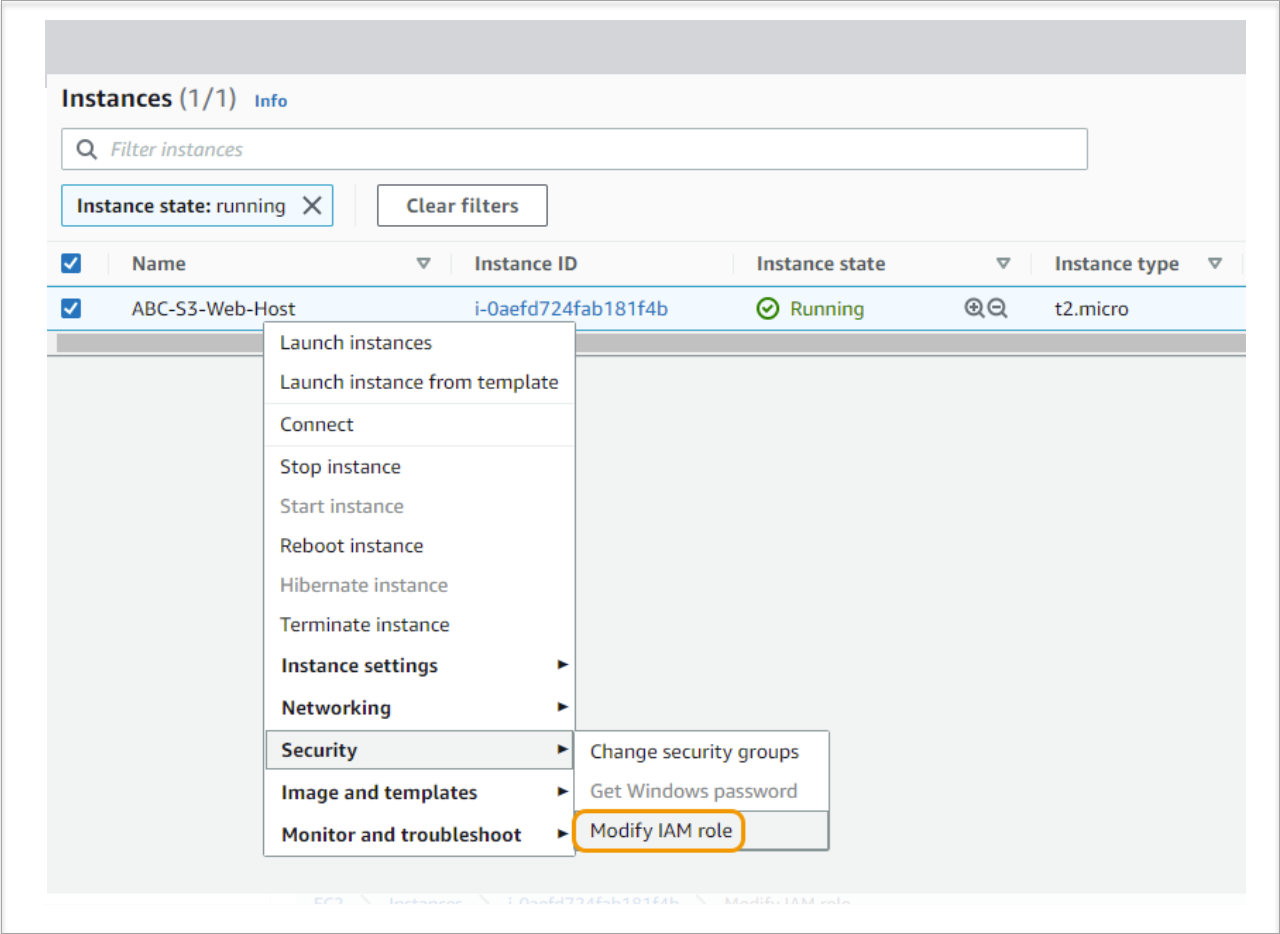 Instances (1/1) Info
Filter instances
Instance state: running Clear filters
Name Instance ID Instance state Instance type
ABC-S3-Web-Host i-0aefd724fab181f4b Running t2.micro
Launch instances
Launch instance from template
Connect
Stop instance
Start instance
Reboot instance
Hibernate instance
Terminate instance
Instance settings
Networking
Security
Change security groups
Get Windows password
Image and templates
Modify IAM role
Monitor and troubleshoot
EC2 Instances i-0aefd724fab181f4b Modify IAM role